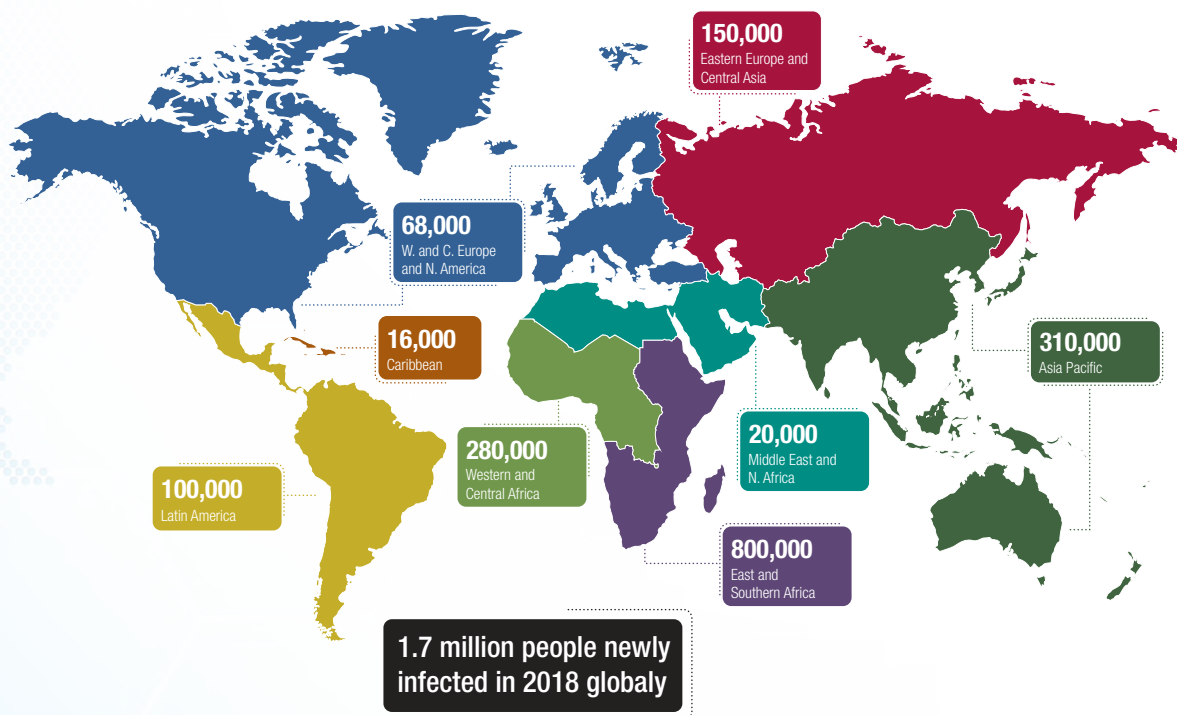 150,000
Eastern Europe and
Central Asia
68,000
W. and C. Europe
and N. America
16,000
Caribbean
310,000
Asia Pacific
280,000
Western and
Central Africa
20,000
Middle East and
N. Africa
100,000
Latin America
800,000
East and
Southern Africa
1.7 million people newly
infected in 2018 globaly